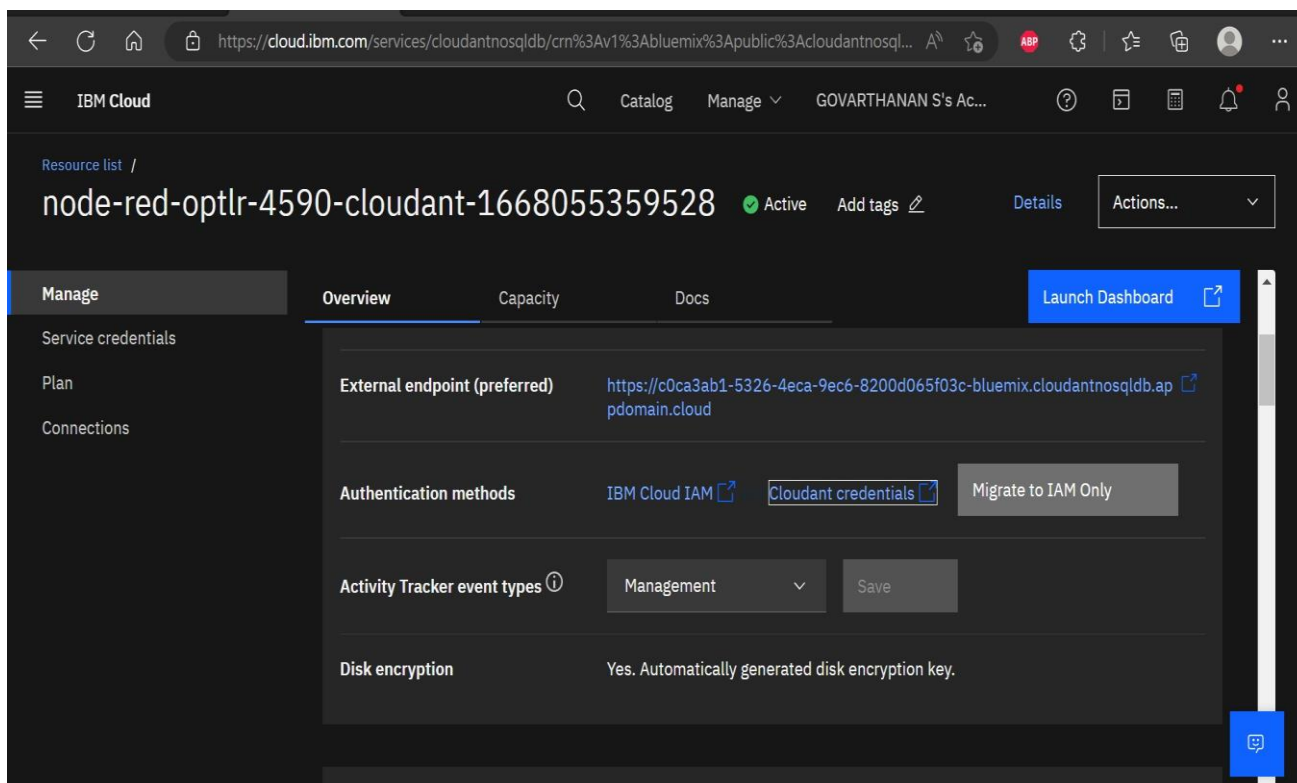 https://cloud.ibm.com/services/cloudantnosqldb/crn%3Av1%3Abluemix%3Apublic%3Acloudantnosql...
ABP
IBM Cloud
Catalog
Manage
GOVARTHANAN S's Ac...
Resource list /
node-red-optlr-4590-cloudant-1668055359528
Active
Add tags
Details
Actions...
Manage
Service credentials
Plan
Connections
Overview
Capacity
Docs
Launch Dashboard
External endpoint (preferred)
https://c0ca3ab1-5326-4eca-9ec6-8200d065f03c-bluemix.cloudantnosqldb.ap
pdomain.cloud
Authentication methods
IBM Cloud IAM
Cloudant credentials
Migrate to IAM Only
Activity Tracker event types
Management
Save
Disk encryption
Yes. Automatically generated disk encryption key.